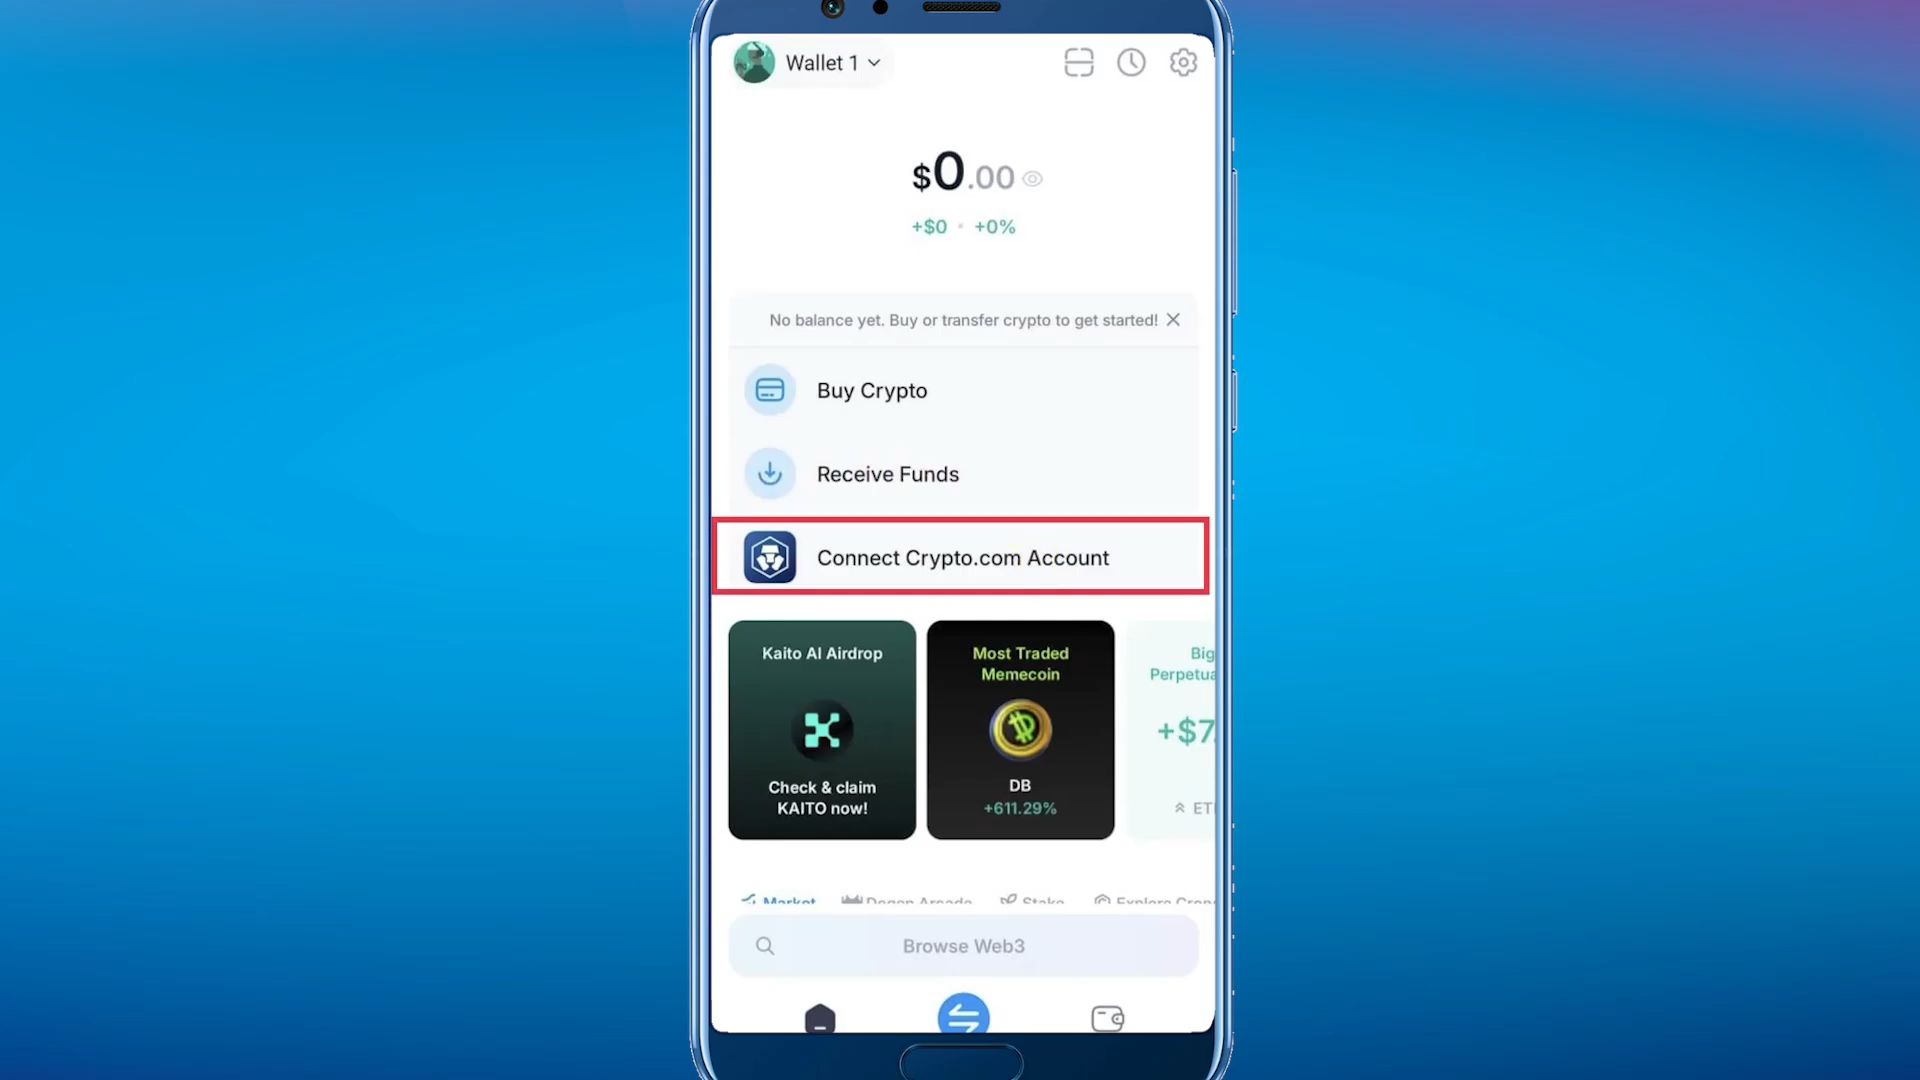 Wallet 1
$0.00
+$0 • +0%
No balance yet. Buy or transfer crypto to get started!
Buy Crypto
Receive Funds
Connect Crypto.com Account
Kaito AI Airdrop
Check & claim
KAITO now!
Most Traded
Memecoin
DB
+611.29%
Big
Perpetua
+$7.
ETH
Market
Degen Arcade
Stake
Explore Cron
Browse Web3